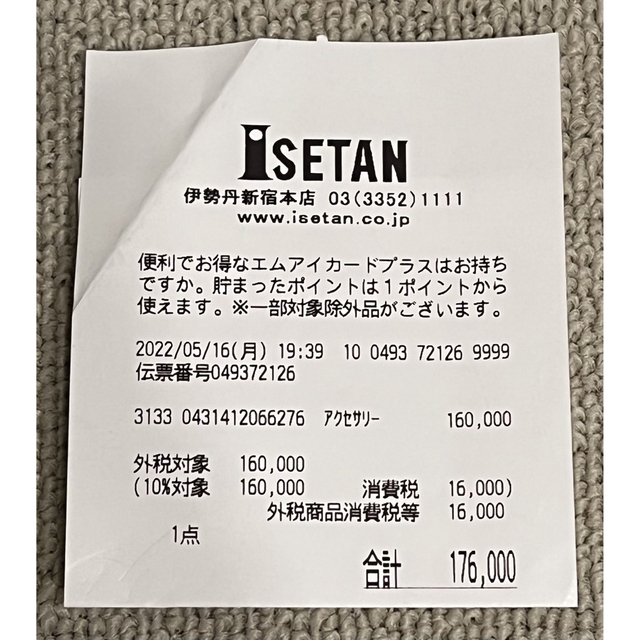 ISETAN
伊勢丹新宿本店 03(3352)1111
www.isetan.co.jp
便利でお得なエムアイカードプラスはお持ち
ですか。貯まったポイントは1ポイントから
使えます。※一部対象除外品がございます。
2022/05/16(月) 19:39 10 0493 72126 9999
伝票番号049372126
3133 0431412066276 アクセサリー 160,000
外税対象 160,000
(10%対象 160,000 消費税 16,000)
外税商品消費税等 16,000
1点
合計 176,000